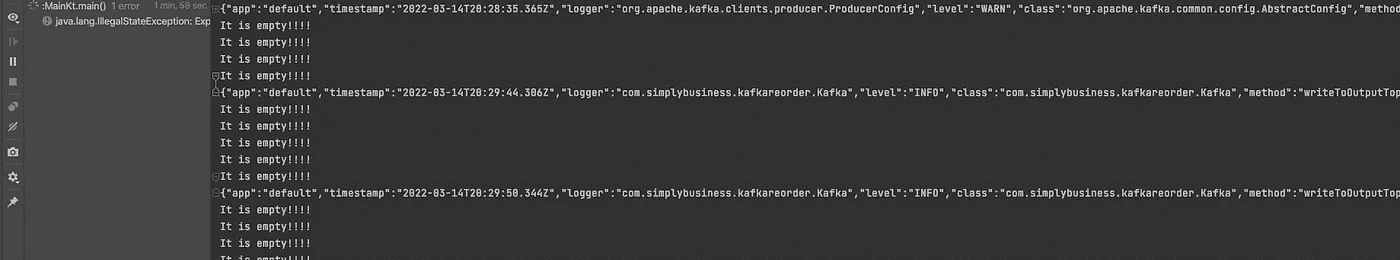 :MainKt.main() 1 error 1 min, 58 sec
java.lang.IllegalStateException: Exp
{"app":"default","timestamp":"2022-03-14T20:28:35.365Z","logger":"org.apache.kafka.clients.producer.ProducerConfig","level":"WARN","class":"org.apache.kafka.common.config.AbstractConfig","method
It is empty!!!!
It is empty!!!!
It is empty!!!!
It is empty!!!!
{"app":"default","timestamp":"2022-03-14T20:29:44.306Z","logger":"com.simplybusiness.kafkareorder.Kafka","level":"INFO","class":"com.simplybusiness.kafkareorder.Kafka","method":"writeToOutputTop
It is empty!!!!
It is empty!!!!
It is empty!!!!
It is empty!!!!
It is empty!!!!
{"app":"default","timestamp":"2022-03-14T20:29:50.344Z","logger":"com.simplybusiness.kafkareorder.Kafka","level":"INFO","class":"com.simplybusiness.kafkareorder.Kafka","method":"writeToOutputTop
It is empty!!!!
It is empty!!!!
It is empty!!!!
It is empty!!!!